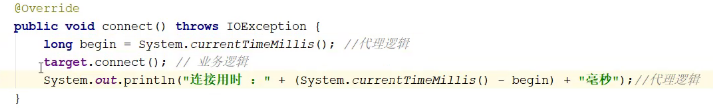 @Override
public void connect() throws IOException {
    long begin = System.currentTimeMillis(); //代理逻辑
    target.connect(); // 业务逻辑
    System.out.println("连接用时 ：" + (System.currentTimeMillis() - begin) + "毫秒");//代理逻辑
}